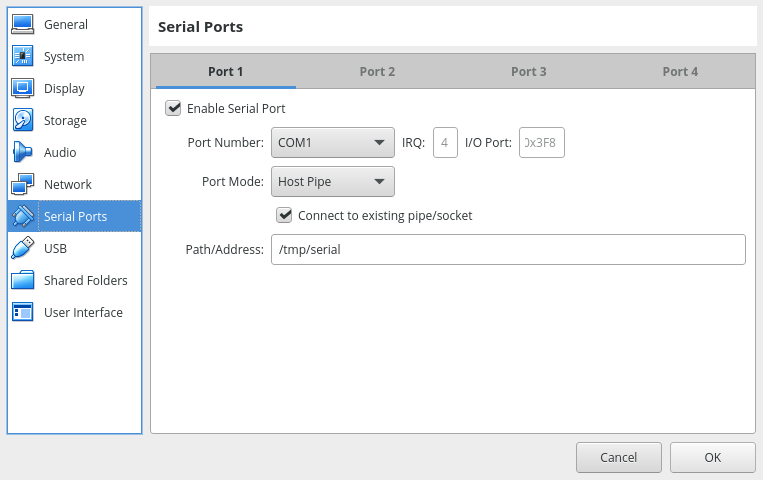 General
System
Display
Storage
Audio
Network
Serial Ports
USB
Shared Folders
User Interface
Serial Ports
Port 1 Port 2 Port 3 Port 4
Enable Serial Port
Port Number: COM1 IRQ: 4 I/O Port: 0x3F8
Port Mode: Host Pipe
Connect to existing pipe/socket
Path/Address: /tmp/serial
Cancel OK